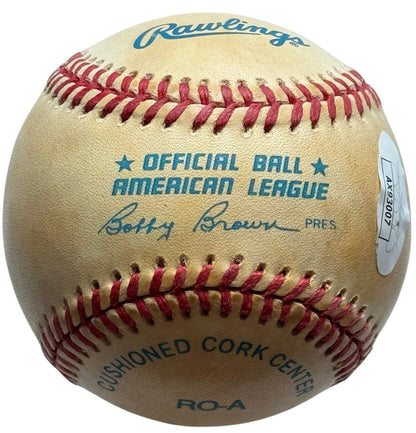 Rawlings®
★ OFFICIAL BALL ★
AMERICAN LEAGUE
Bobby Brown PRES.
AX93007
CUSHIONED CORK CENTER
RO-A